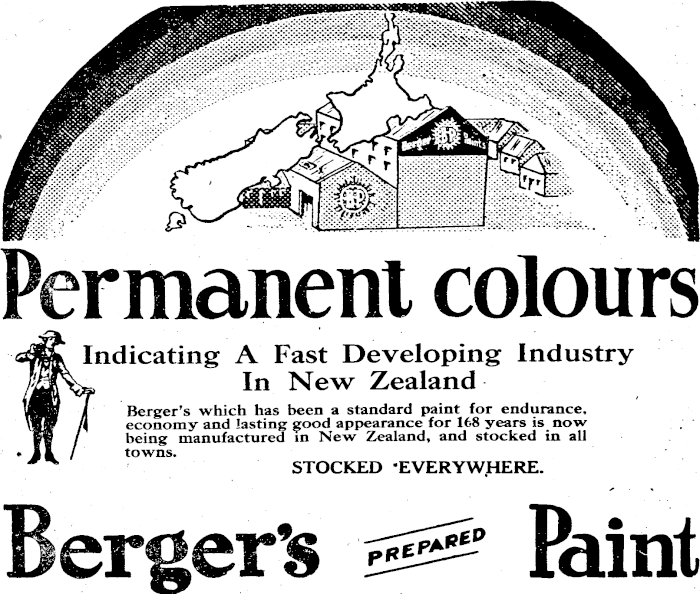 Berger BP Paints
BP
Permanent colours
Indicating A Fast Developing Industry
In New Zealand
Berger's which has been a standard paint for endurance,
economy and lasting good appearance for 168 years is now
being manufactured in New Zealand, and stocked in all
towns.
STOCKED EVERYWHERE.
Berger's PREPARED Paint